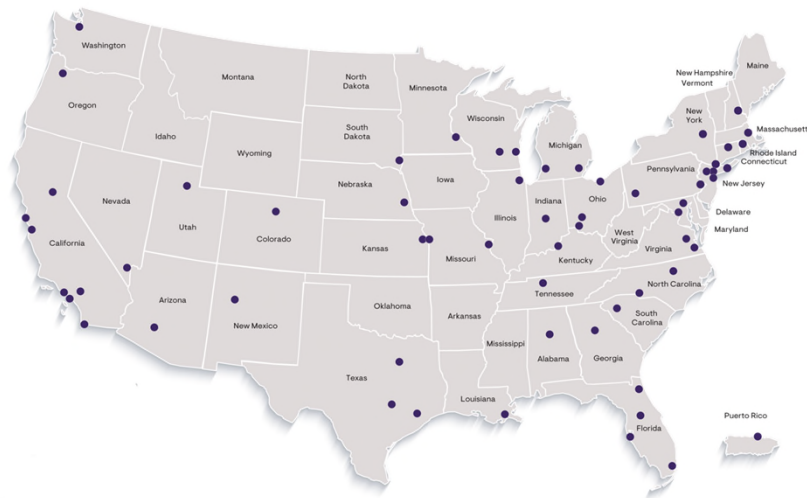 Washington
Oregon
Idaho
Montana
Wyoming
Nevada
Utah
California
Arizona
Colorado
New Mexico
North
Dakota
South
Dakota
Nebraska
Kansas
Oklahoma
Texas
Minnesota
Iowa
Missouri
Arkansas
Louisiana
Wisconsin
Illinois
Michigan
Indiana
Ohio
Kentucky
Tennessee
Mississippi
Alabama
Georgia
Florida
South
Carolina
North Carolina
Virginia
West
Virginia
Pennsylvania
New
York
New Hampshire
Vermont
Maine
Massachusett
Rhode Island
Connecticut
New Jersey
Delaware
Maryland
Puerto Rico